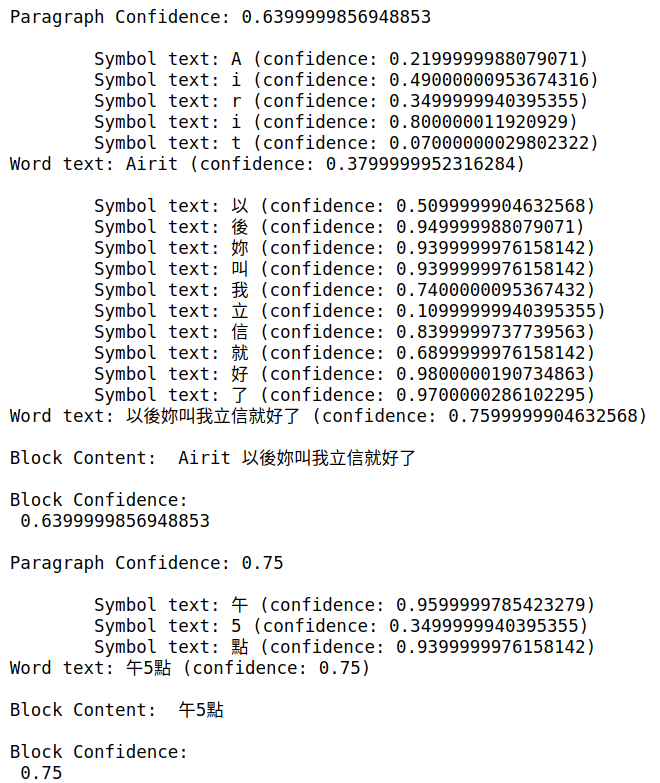 Paragraph Confidence: 0.6399999856948853
Symbol text: A (confidence: 0.2199999988079071)
Symbol text: i (confidence: 0.49000000953674316)
Symbol text: r (confidence: 0.3499999940395355)
Symbol text: i (confidence: 0.800000011920929)
Symbol text: t (confidence: 0.07000000029802322)
Word text: Airit (confidence: 0.3799999952316284)
Symbol text: 以 (confidence: 0.5099999904632568)
Symbol text: 後 (confidence: 0.949999988079071)
Symbol text: 妳 (confidence: 0.9399999976158142)
Symbol text: 叫 (confidence: 0.9399999976158142)
Symbol text: 我 (confidence: 0.7400000095367432)
Symbol text: 立 (confidence: 0.10999999940395355)
Symbol text: 信 (confidence: 0.8399999737739563)
Symbol text: 就 (confidence: 0.6899999976158142)
Symbol text: 好 (confidence: 0.9800000190734863)
Symbol text: 了 (confidence: 0.9700000286102295)
Word text: 以後妳叫我立信就好了 (confidence: 0.7599999904632568)
Block Content:  Airit 以後妳叫我立信就好了
Block Confidence:
0.6399999856948853
Paragraph Confidence: 0.75
Symbol text: 午 (confidence: 0.9599999785423279)
Symbol text: 5 (confidence: 0.3499999940395355)
Symbol text: 點 (confidence: 0.9399999976158142)
Word text: 午5點 (confidence: 0.75)
Block Content:  午5點
Block Confidence:
0.75